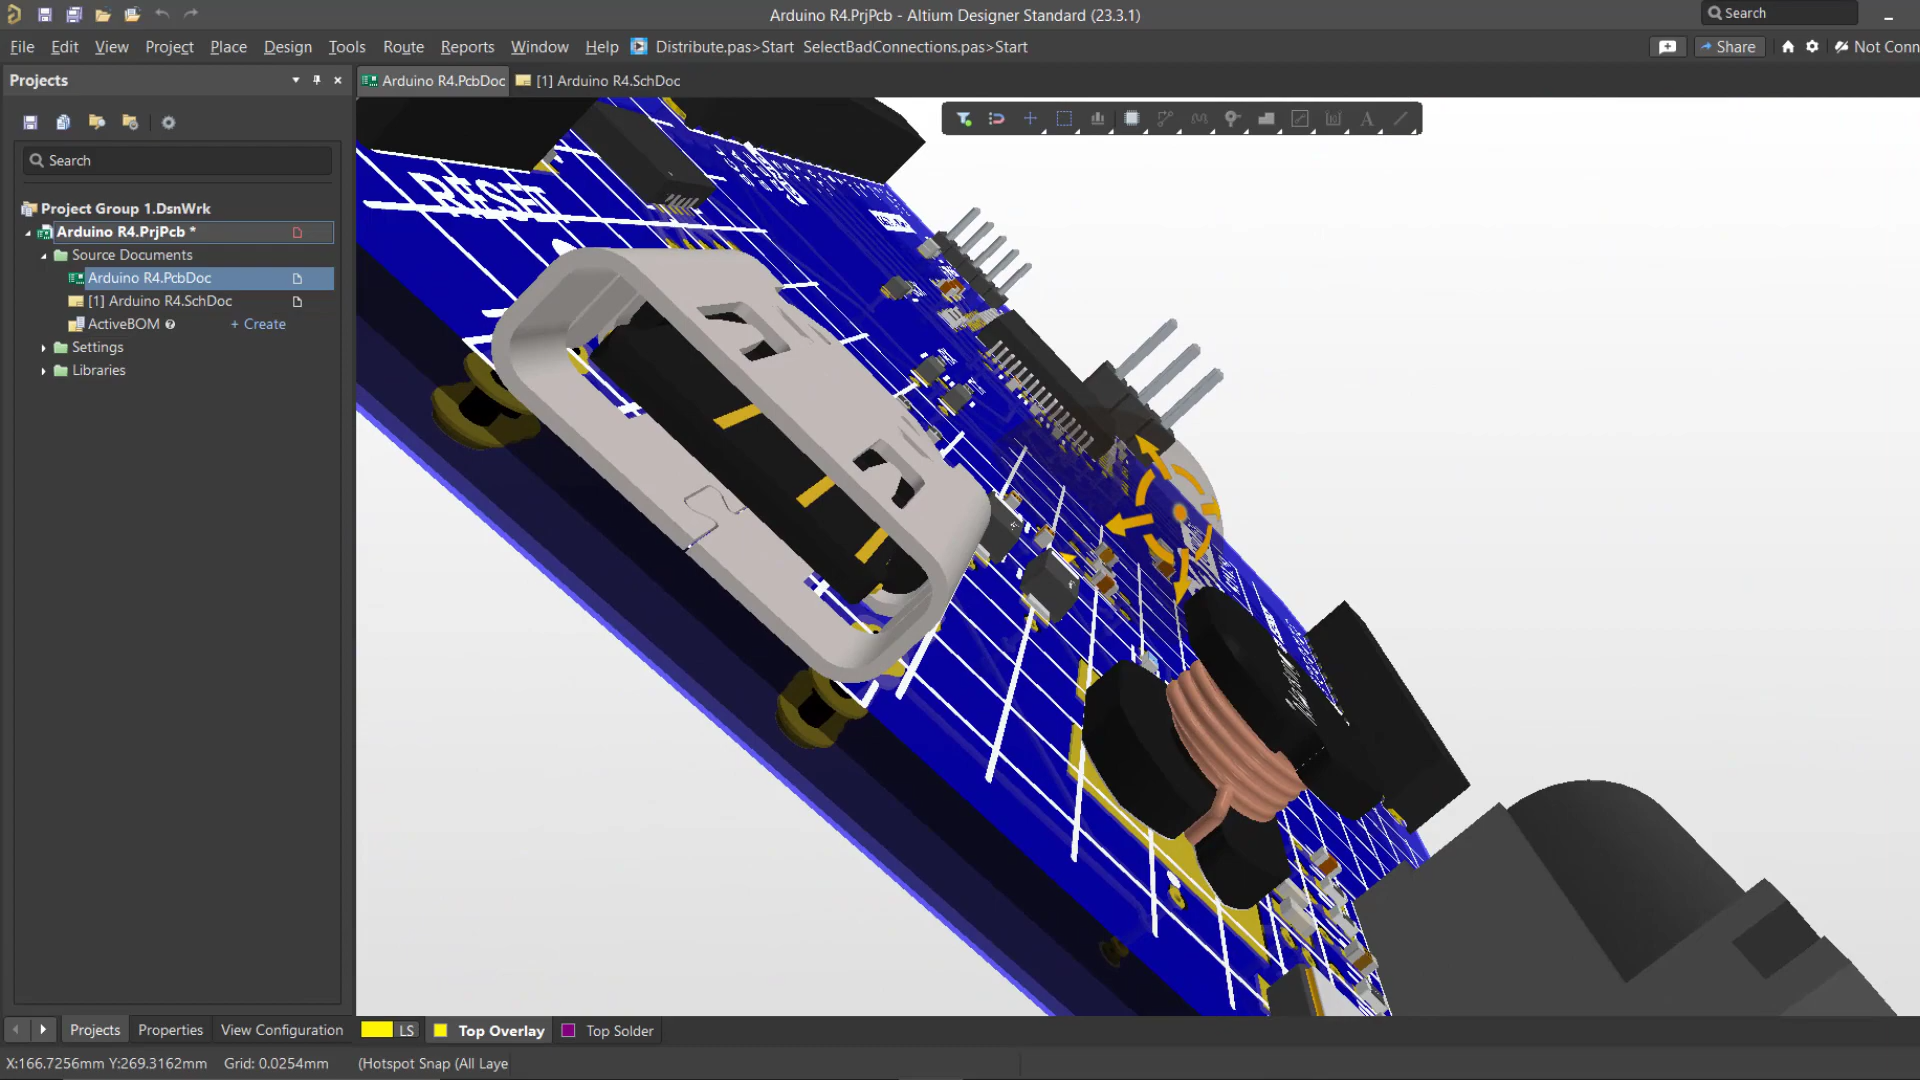 Arduino R4.PrjPcb - Altium Designer Standard (23.3.1)
Search
File Edit View Project Place Design Tools Route Reports Window Help Distribute.pas>Start SelectBadConnections.pas>Start
Share
Not Conn
Projects
Arduino R4.PcbDoc
[1] Arduino R4.SchDoc
Search
Project Group 1.DsnWrk
Arduino R4.PrjPcb *
Source Documents
Arduino R4.PcbDoc
[1] Arduino R4.SchDoc
ActiveBOM
+ Create
Settings
Libraries
RESET
Projects
Properties
View Configuration
LS
Top Overlay
Top Solder
X:166.7256mm Y:269.3162mm
Grid: 0.0254mm
(Hotspot Snap (All Laye